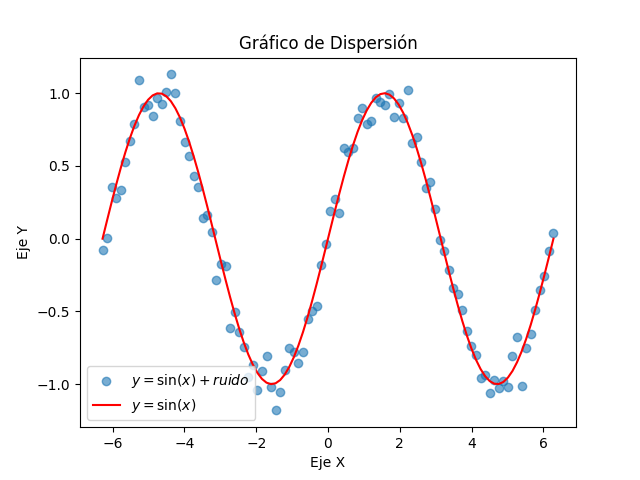 Gráfico de Dispersión
Eje Y
1.0
0.5
0.0
−0.5
−1.0
y = sin(x) + ruido
y = sin(x)
−6 −4 −2 0 2 4 6
Eje X